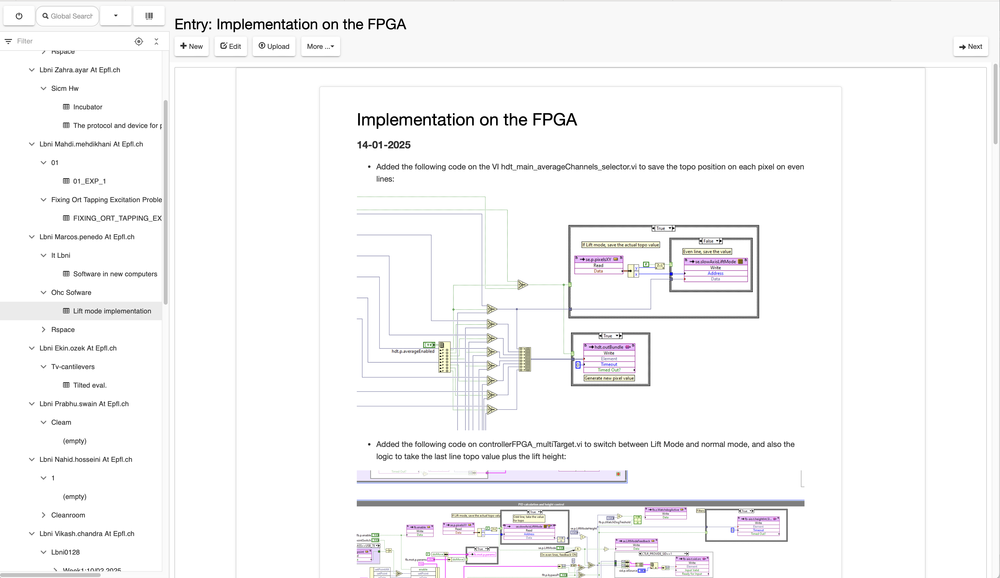 Global Search
Entry: Implementation on the FPGA
Filter
New
Edit
Upload
More ...
Next
Rspace
Lbni Zahra.ayar At Epfl.ch
Sicm Hw
Incubator
The protocol and device for p
Lbni Mahdi.mehdikhani At Epfl.ch
01
01_EXP_1
Fixing Ort Tapping Excitation Proble
FIXING_ORT_TAPPING_EX
Lbni Marcos.penedo At Epfl.ch
It Lbni
Software in new computers
Ohc Sofware
Lift mode implementation
Rspace
Lbni Ekin.ozek At Epfl.ch
Tv-cantilevers
Tilted eval.
Lbni Prabhu.swain At Epfl.ch
Cleam
(empty)
Lbni Nahid.hosseini At Epfl.ch
1
(empty)
Cleanroom
Lbni Vikash.chandra At Epfl.ch
Lbni0128
Week1:10/02 2025
Implementation on the FPGA
14-01-2025
• Added the following code on the VI hdt_main_averageChannels_selector.vi to save the topo position on each pixel on even
lines:
True
If Lift mode, save the actual topo value
se.p.pixelsXY
Read
Data
y
x
F
False
Even line, save the value
se.slowAxisLiftMode
Write
Address
Data
TF
hdt.p.averageEnabled
True
hdt.outBundle
Write
Element
0
Timeout
Timed Out?
Generate new pixel value
• Added the following code on controllerFPGA_multiTarget.vi to switch between Lift Mode and normal mode, and also the
logic to take the last line topo value plus the lift height:
Timed Out?
PID calculation and height control
If Lift mode, save the actual topo valu
fb.enable
Write
Data
se.p.pixelsXY
Read
Data
y
x
F
True
Odd line, take the value
for topo
se.slowAxisLiftMode
Read
Address
Data
se.p.LiftModeHeight
fb.p.zWatchDogTreshold
fb.z.WatchdogActive
Write
Data
Filters
True
fb-aio.t.heightInt.Sl...
Write
Element
0
Timeout
Timed Out?
fb.p.enable
ointSwitch
ASS==USB_78
point
F
doMove
fb.mot.p.params
doMove
True
fb.mot.p.params
se.p.LiftMode
On even lines, feedback ON
se.LiftModeFeedback
Write
Data
CTLR_PROVIDE_SID==1
fb-aio.t.sid.src
Write
Element
Input Valid
Ready for Input
sid.p.idSource
0
flt.p.bypassPI
setPointAlt
setPoint
enable
setPoint